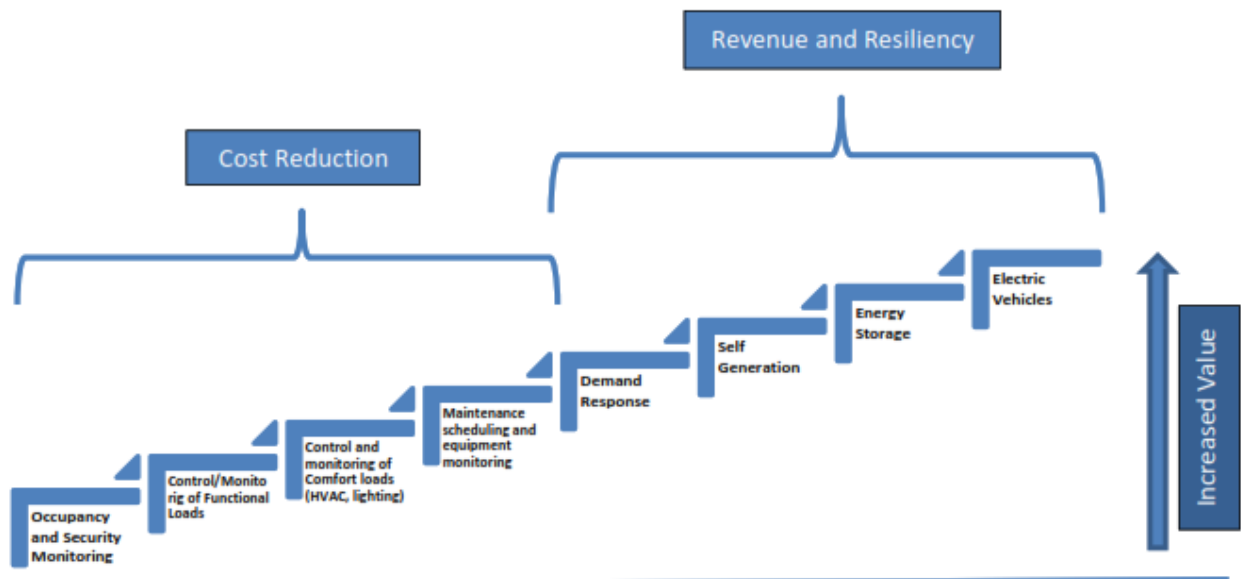 Revenue and Resiliency
Cost Reduction
Occupancy
and Security
Monitoring
Control/Monito
rig of Functional
Loads
Control and
monitoring of
Comfort loads
(HVAC, lighting)
Maintenance
scheduling and
equipment
monitoring
Demand
Response
Self
Generation
Energy
Storage
Electric
Vehicles
Increased Value